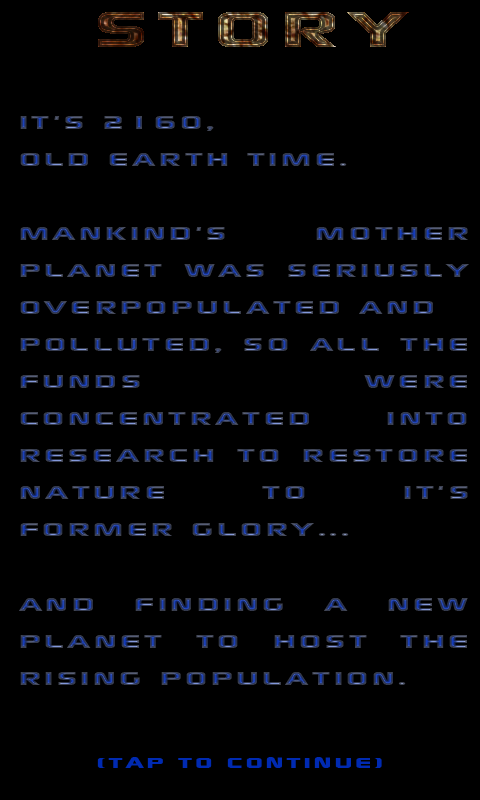 STORY
IT'S 2160,
OLD EARTH TIME.
MANKIND'S MOTHER
PLANET WAS SERIUSLY
OVERPOPULATED AND
POLLUTED, SO ALL THE
FUNDS WERE
CONCENTRATED INTO
RESEARCH TO RESTORE
NATURE TO IT'S
FORMER GLORY...
AND FINDING A NEW
PLANET TO HOST THE
RISING POPULATION.
(TAP TO CONTINUE)